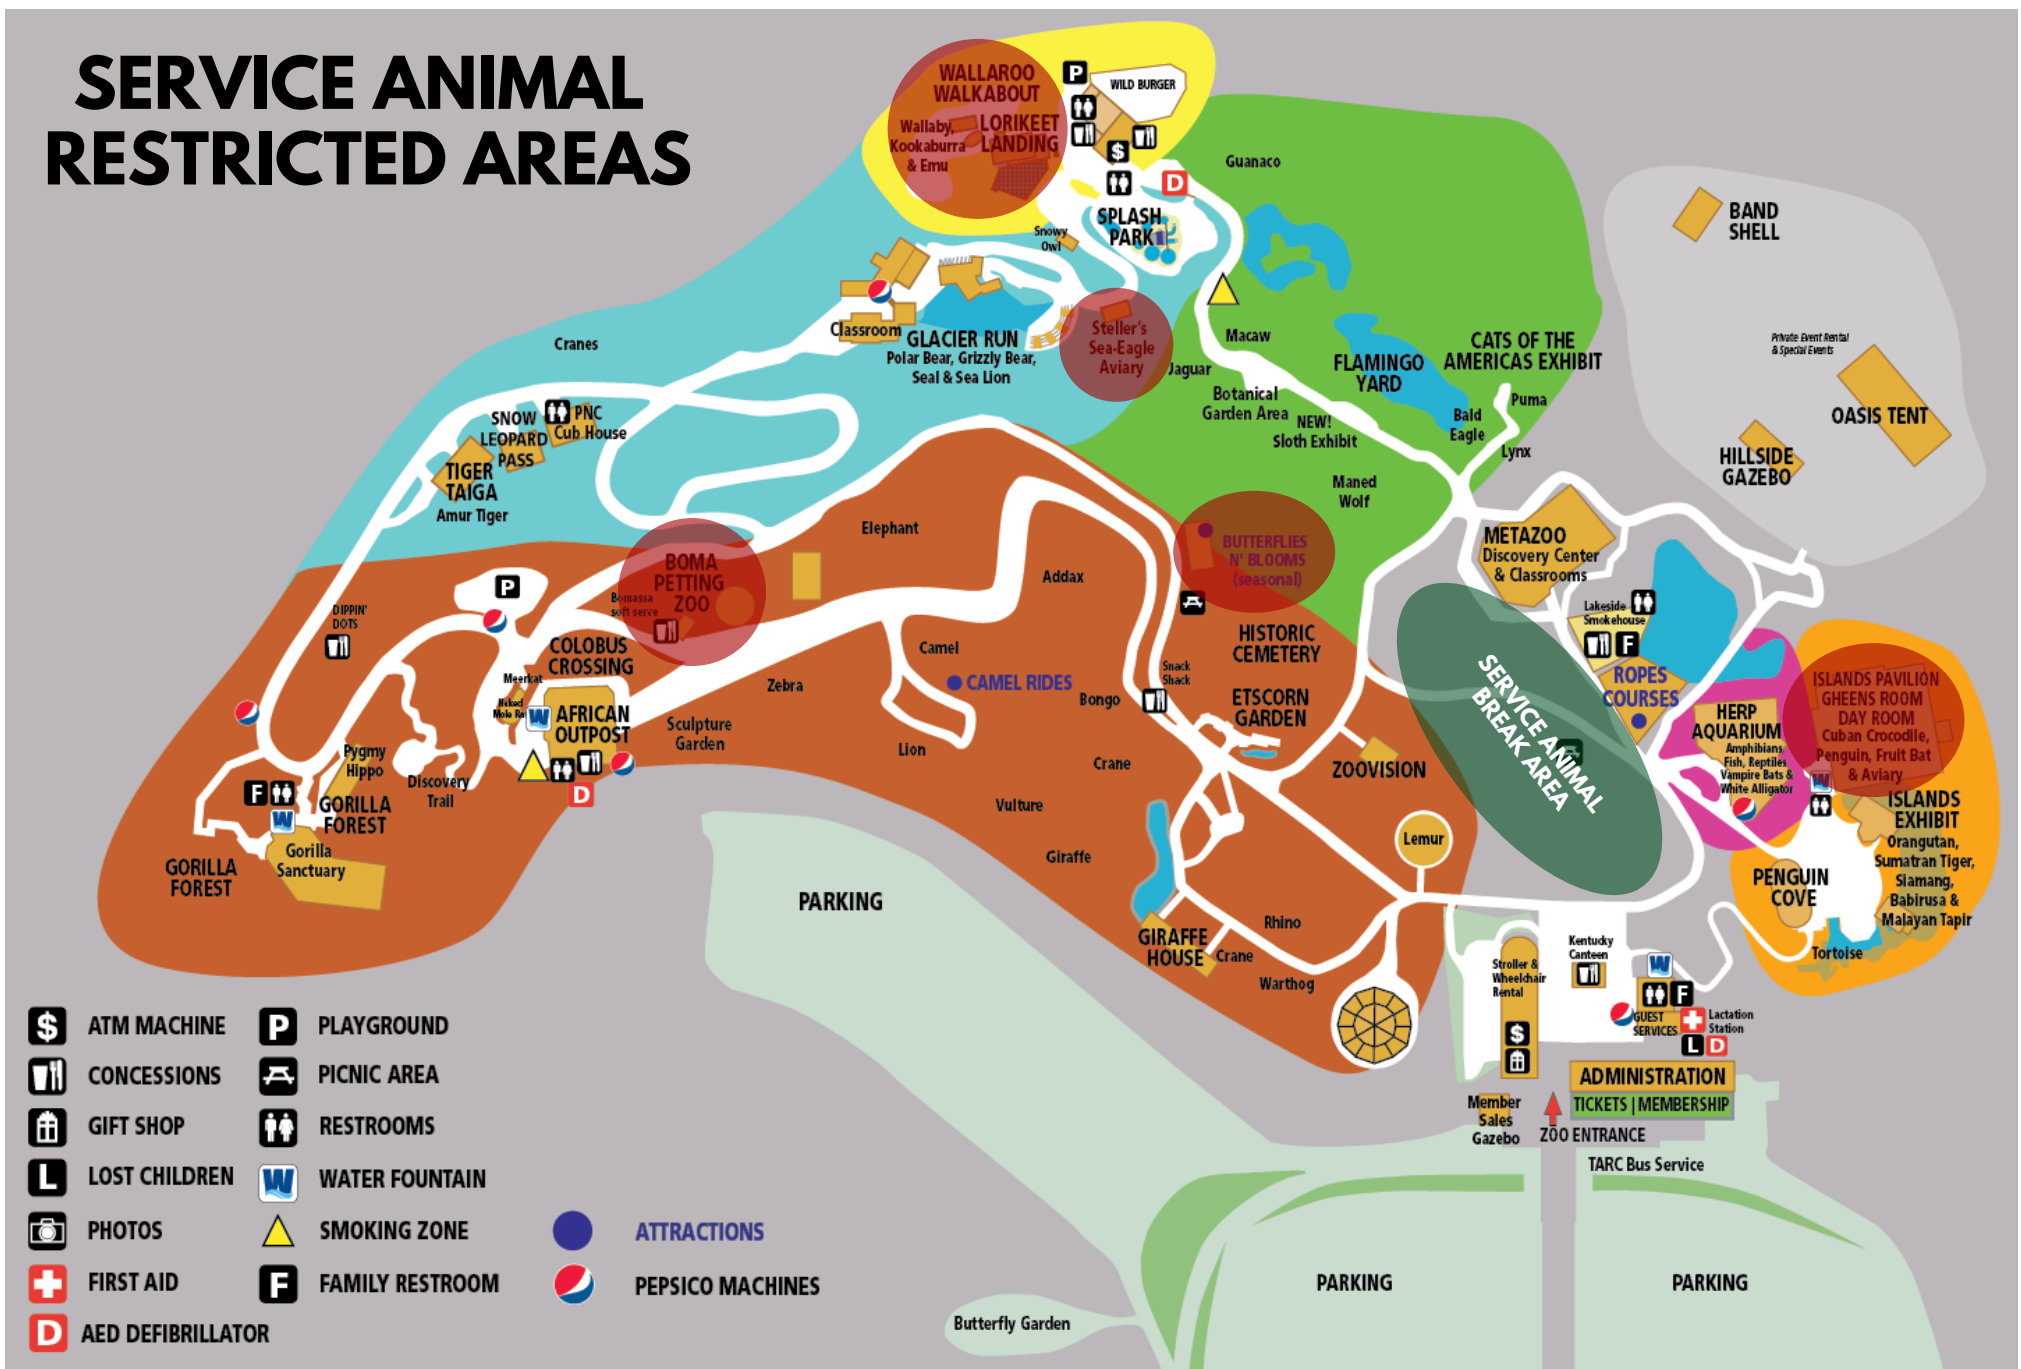 SERVICE ANIMAL
RESTRICTED AREAS
WALLAROO
WALKABOUT
Wallaby,
Kookaburra
& Emu
LORIKEET
LANDING
P
WILD BURGER
$
D
SPLASH
PARK
Snowy
Owl
Guanaco
Cranes
Classroom
GLACIER RUN
Polar Bear, Grizzly Bear,
Seal & Sea Lion
Steller's
Sea-Eagle
Aviary
Macaw
Jaguar
Botanical
Garden Area
NEW!
Sloth Exhibit
FLAMINGO
YARD
CATS OF THE
AMERICAS EXHIBIT
Puma
Bald
Eagle
Lynx
Maned
Wolf
BAND
SHELL
Private Event Rental
& Special Events
OASIS TENT
HILLSIDE
GAZEBO
SNOW
LEOPARD
PASS
PNC
Cub House
TIGER
TAIGA
Amur Tiger
Elephant
BOMA
PETTING
ZOO
Bomassa
soft serve
Addax
BUTTERFLIES
N' BLOOMS
(seasonal)
METAZOO
Discovery Center
& Classrooms
Lakeside
Smokehouse
F
ROPES
COURSES
SERVICE ANIMAL
BREAK AREA
P
DIPPIN'
DOTS
COLOBUS
CROSSING
Meerkat
Naked
Mole Rat
W
AFRICAN
OUTPOST
D
Camel
CAMEL RIDES
Zebra
Sculpture
Garden
Lion
Bongo
Snack
Shack
HISTORIC
CEMETERY
ETSCORN
GARDEN
Crane
ZOOVISION
Vulture
Giraffe
Lemur
HERP
AQUARIUM
Amphibians
Fish, Reptiles
Vampire Bats &
White Alligator
ISLANDS PAVILION
GHEENS ROOM
DAY ROOM
Cuban Crocodile,
Penguin, Fruit Bat
& Aviary
W
ISLANDS
EXHIBIT
Orangutan,
Sumatran Tiger,
Siamang,
Babirusa &
Malayan Tapir
PENGUIN
COVE
Tortoise
Pygmy
Hippo
Discovery
Trail
F
W
GORILLA
FOREST
Gorilla
Sanctuary
GORILLA
FOREST
PARKING
GIRAFFE
HOUSE
Crane
Rhino
Warthog
Stroller &
Wheelchair
Rental
$
Kentucky
Canteen
W
F
GUEST
SERVICES
Lactation
Station
L D
ADMINISTRATION
TICKETS | MEMBERSHIP
Member
Sales
Gazebo
ZOO ENTRANCE
TARC Bus Service
PARKING
PARKING
Butterfly Garden
$ ATM MACHINE
CONCESSIONS
GIFT SHOP
L LOST CHILDREN
PHOTOS
FIRST AID
D AED DEFIBRILLATOR
P PLAYGROUND
PICNIC AREA
RESTROOMS
W WATER FOUNTAIN
SMOKING ZONE
F FAMILY RESTROOM
ATTRACTIONS
PEPSICO MACHINES